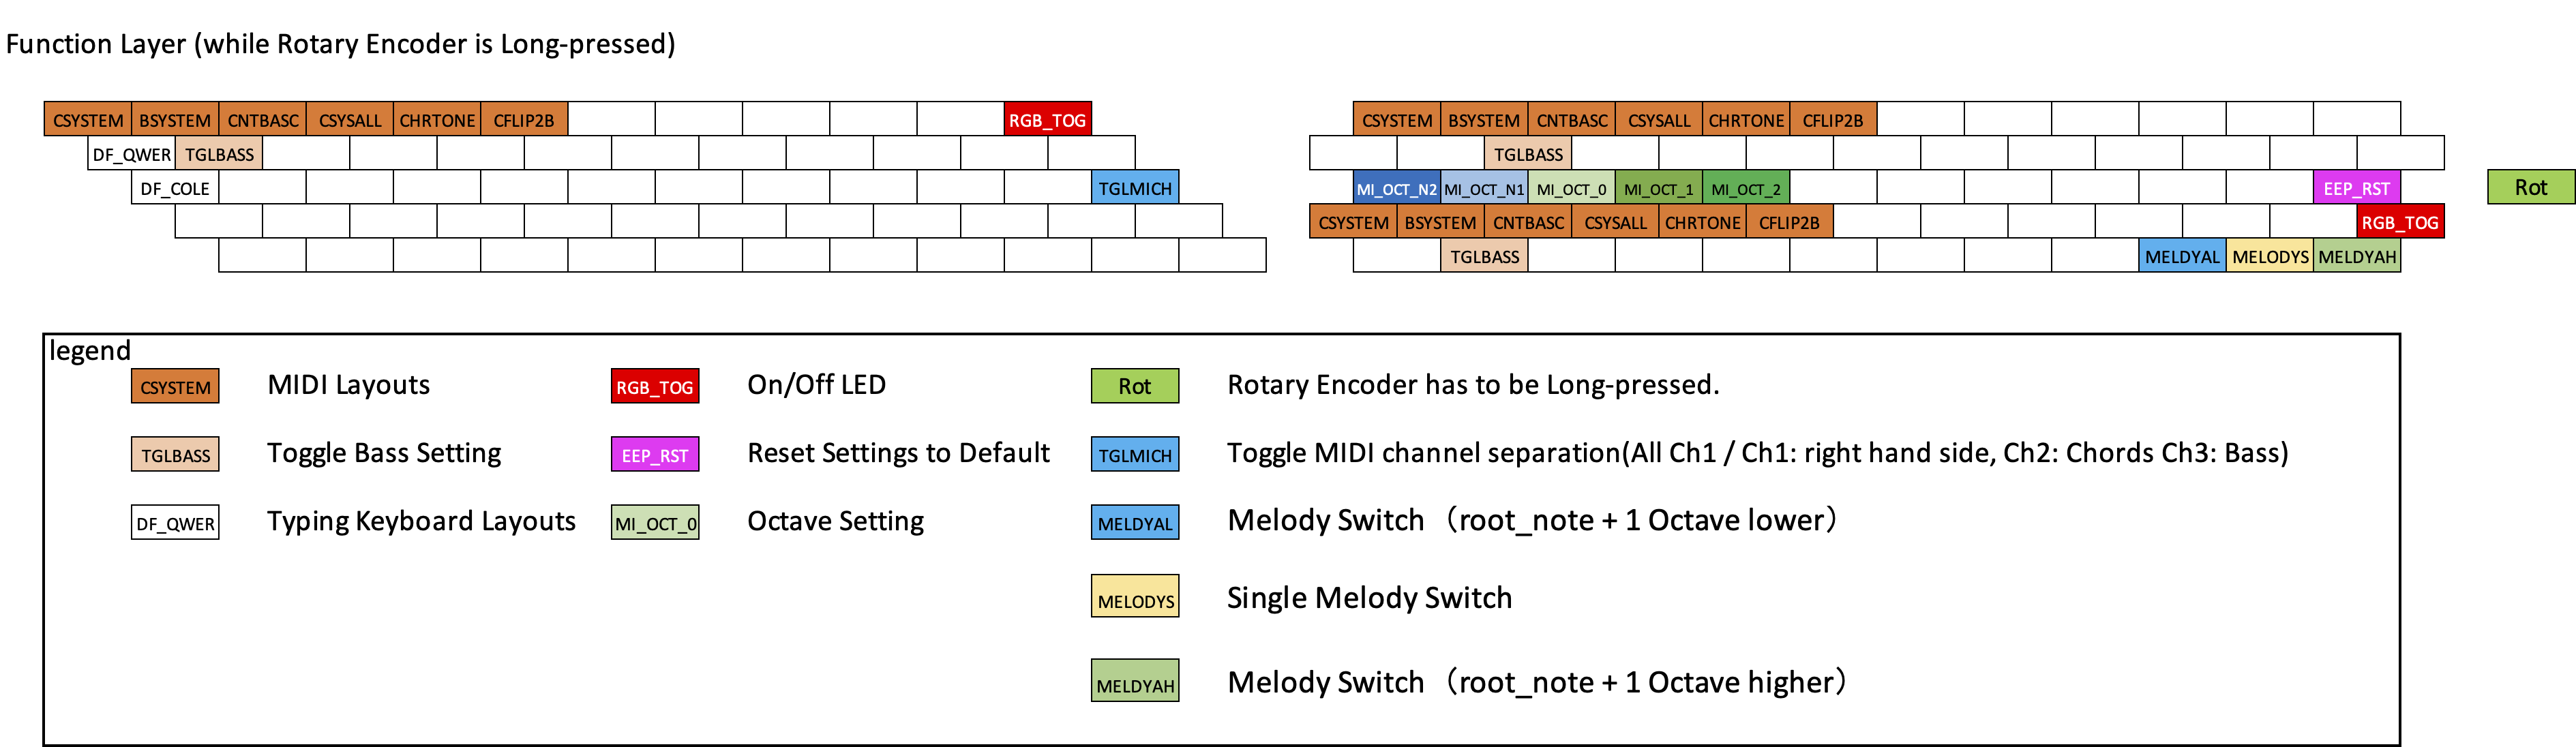 Function Layer (while Rotary Encoder is Long-pressed)
CSYSTEM BSYSTEM CNTBASC CSYSALL CHRTONE CFLIP2B RGB_TOG CSYSTEM BSYSTEM CNTBASC CSYSALL CHRTONE CFLIP2B
DF_QWER TGLBASS TGLBASS
DF_COLE TGLMICH MI_OCT_N2 MI_OCT_N1 MI_OCT_0 MI_OCT_1 MI_OCT_2 EEP_RST Rot
CSYSTEM BSYSTEM CNTBASC CSYSALL CHRTONE CFLIP2B RGB_TOG
TGLBASS MELDYAL MELODYS MELDYAH
legend
CSYSTEM MIDI Layouts RGB_TOG On/Off LED Rot Rotary Encoder has to be Long-pressed.
TGLBASS Toggle Bass Setting EEP_RST Reset Settings to Default TGLMICH Toggle MIDI channel separation(All Ch1 / Ch1: right hand side, Ch2: Chords Ch3: Bass)
DF_QWER Typing Keyboard Layouts MI_OCT_0 Octave Setting MELDYAL Melody Switch（root_note + 1 Octave lower）
MELODYS Single Melody Switch
MELDYAH Melody Switch（root_note + 1 Octave higher）